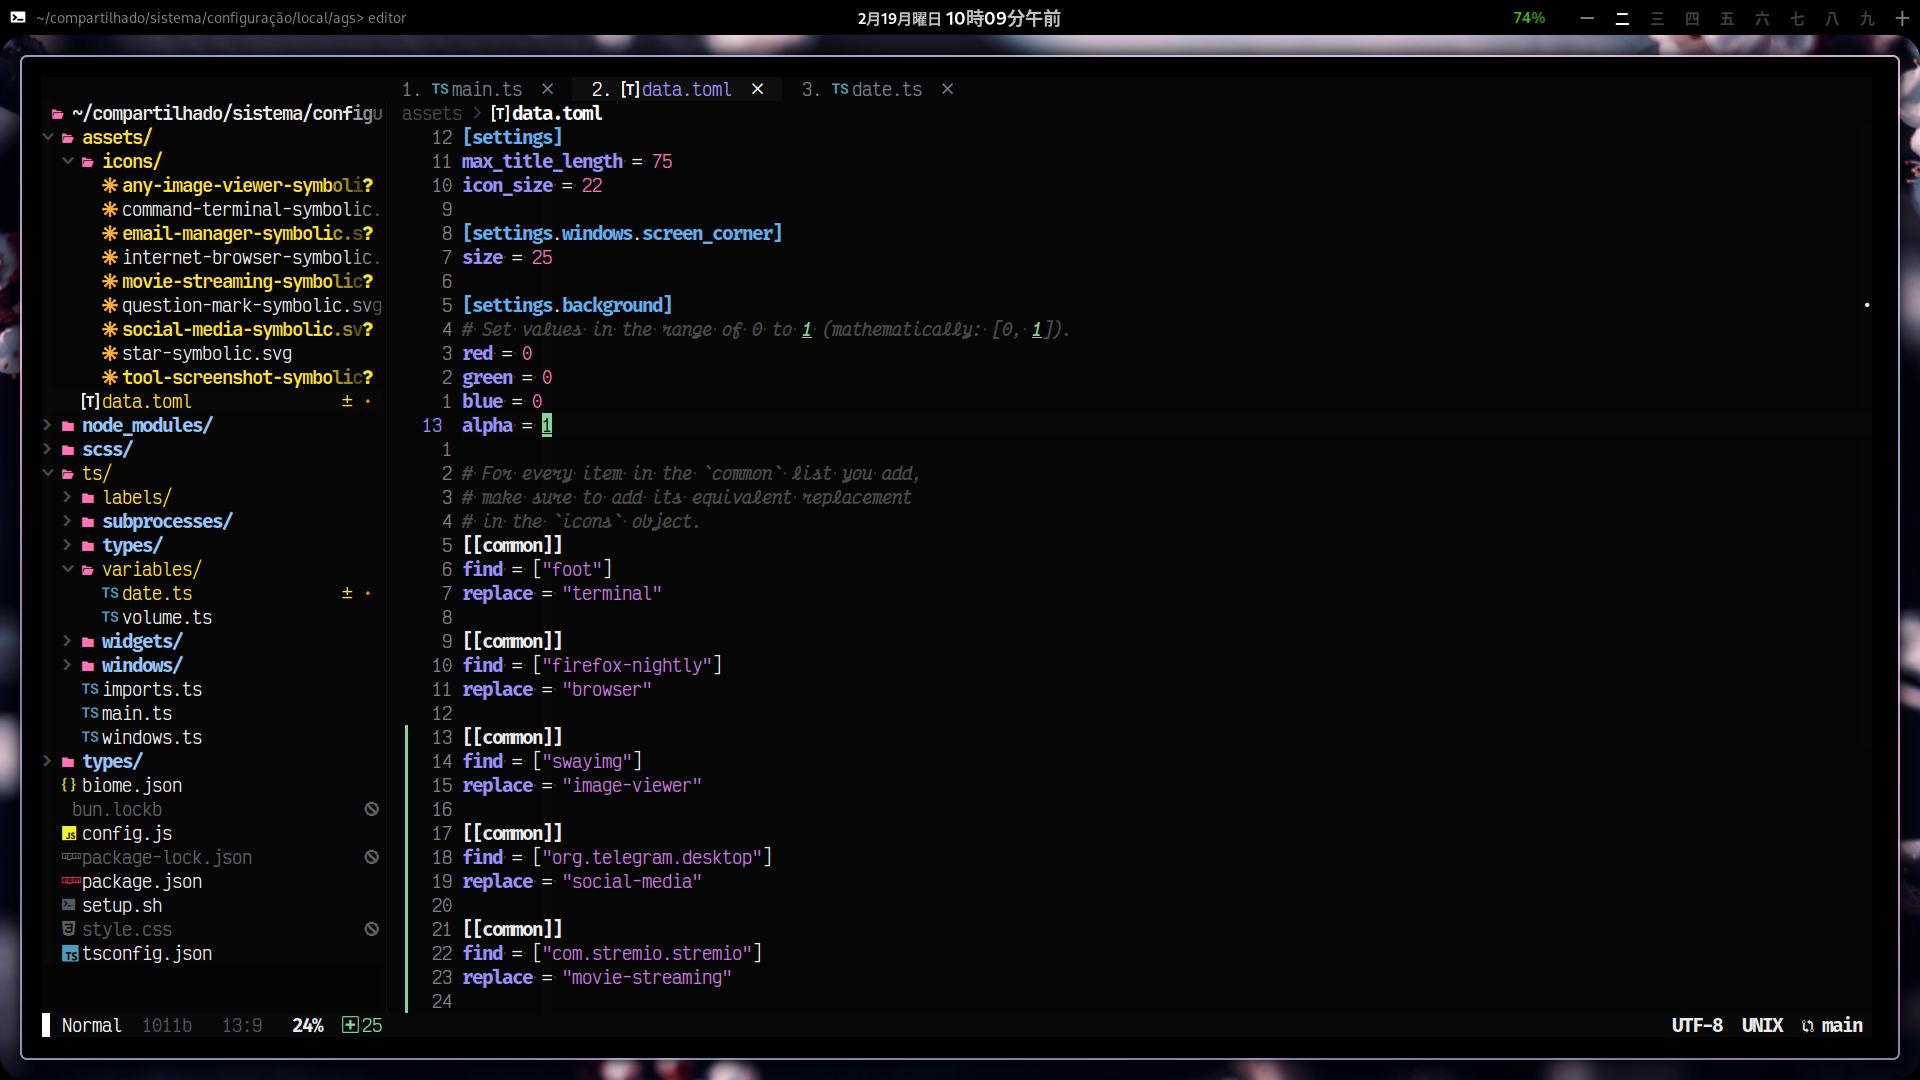 ~/compartilhado/sistema/configuração/local/ags> editor
2月19月曜日 10時09分午前
74% 一 二 三 四 五 六 七 八 九 十
1. TS main.ts × 2. [T] data.toml × 3. TS date.ts ×
~/compartilhado/sistema/configu
assets/
icons/
any-image-viewer-symboli?
command-terminal-symbolic.
email-manager-symbolic.s?
internet-browser-symbolic.
movie-streaming-symbolic?
question-mark-symbolic.svg
social-media-symbolic.sv?
star-symbolic.svg
tool-screenshot-symbolic?
[T] data.toml ±
node_modules/
scss/
ts/
labels/
subprocesses/
types/
variables/
TS date.ts ±
TS volume.ts
widgets/
windows/
TS imports.ts
TS main.ts
TS windows.ts
types/
{} biome.json
bun.lockb
JS config.js
npm package-lock.json
npm package.json
setup.sh
style.css
TS tsconfig.json
assets > [T] data.toml
12 [settings]
11 max_title_length = 75
10 icon_size = 22
9
8 [settings.windows.screen_corner]
7 size = 25
6
5 [settings.background]
4 # Set values in the range of 0 to 1 (mathematically: [0, 1]).
3 red = 0
2 green = 0
1 blue = 0
13 alpha = 1
1
2 # For every item in the `common` list you add,
3 # make sure to add its equivalent replacement
4 # in the `icons` object.
5 [[common]]
6 find = ["foot"]
7 replace = "terminal"
8
9 [[common]]
10 find = ["firefox-nightly"]
11 replace = "browser"
12
13 [[common]]
14 find = ["swayimg"]
15 replace = "image-viewer"
16
17 [[common]]
18 find = ["org.telegram.desktop"]
19 replace = "social-media"
20
21 [[common]]
22 find = ["com.stremio.stremio"]
23 replace = "movie-streaming"
24
Normal 1011b 13:9 24% +25
UTF-8 UNIX main